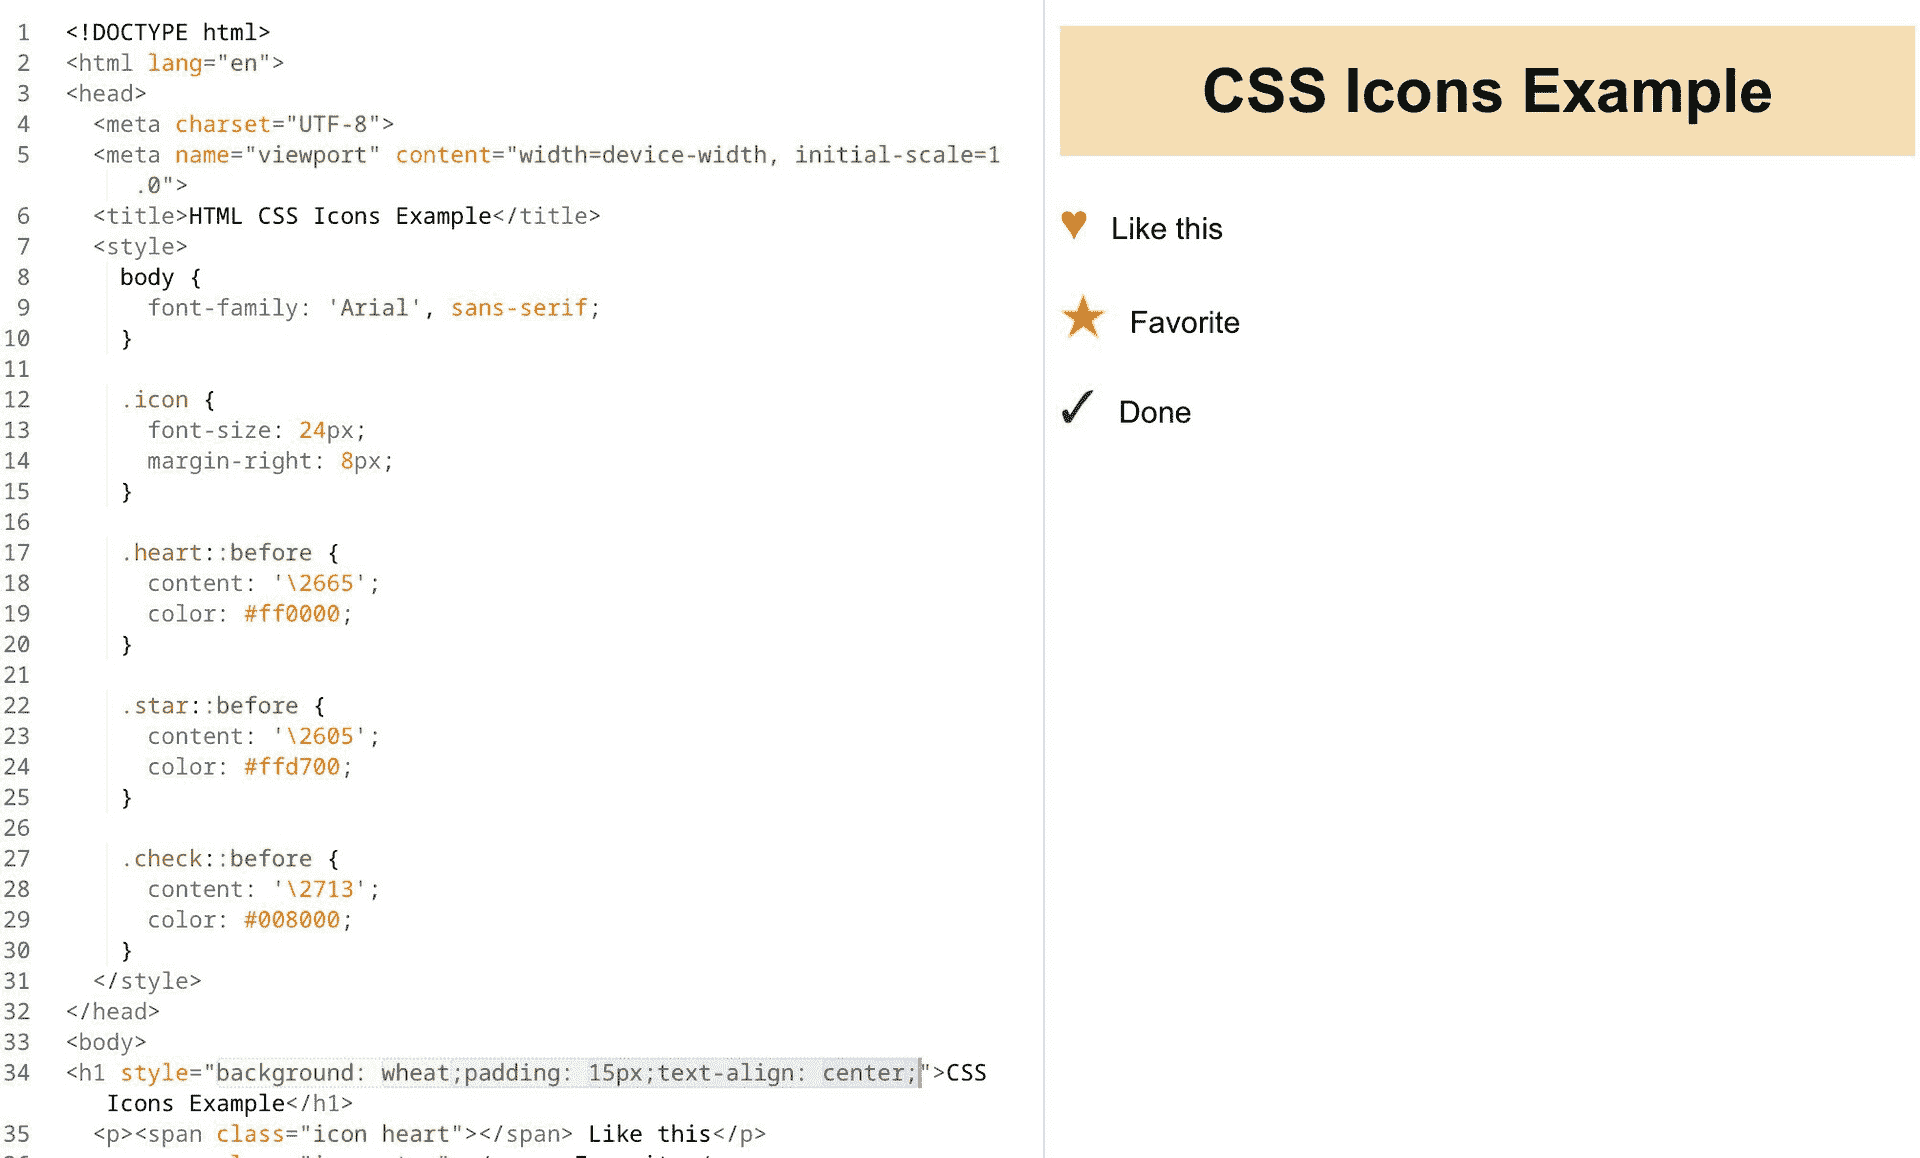 1 <!DOCTYPE html>
2 <html lang="en">
3 <head>
4 <meta charset="UTF-8">
5 <meta name="viewport" content="width=device-width, initial-scale=1
.0">
6 <title>HTML CSS Icons Example</title>
7 <style>
8 body {
9 font-family: 'Arial', sans-serif;
10 }
11
12 .icon {
13 font-size: 24px;
14 margin-right: 8px;
15 }
16
17 .heart::before {
18 content: '\2665';
19 color: #ff0000;
20 }
21
22 .star::before {
23 content: '\2605';
24 color: #ffd700;
25 }
26
27 .check::before {
28 content: '\2713';
29 color: #008000;
30 }
31 </style>
32 </head>
33 <body>
34 <h1 style="background: wheat;padding: 15px;text-align: center;">CSS
Icons Example</h1>
35 <p><span class="icon heart"></span> Like this</p>
CSS Icons Example
♥ Like this
★ Favorite
✓ Done